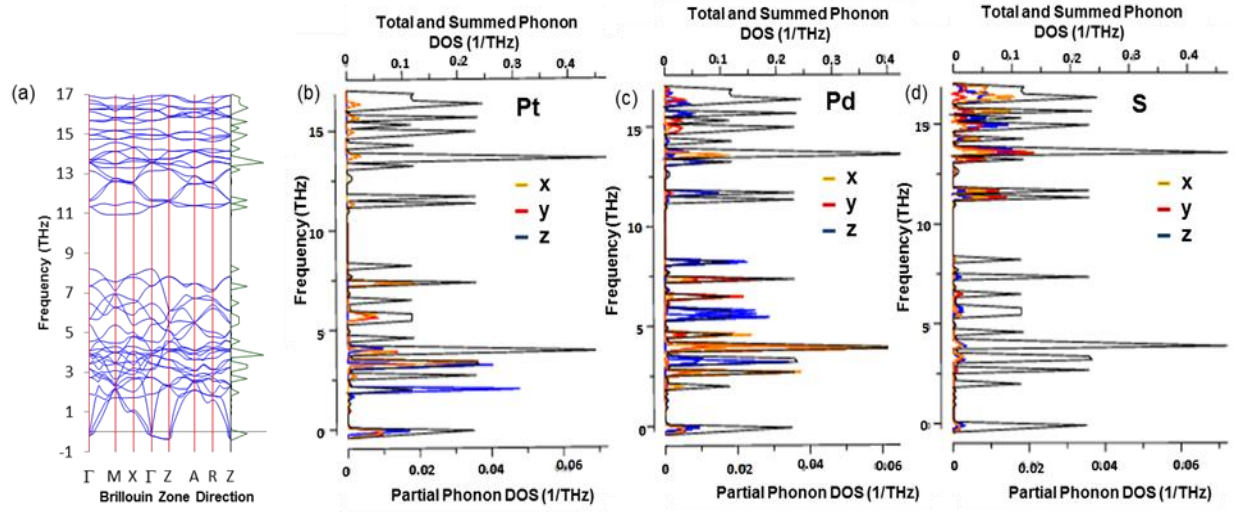 (a)
17
15
13
11
9
7
5
3
1
-1
Frequency (THz)
Γ M X Γ Z A R Z
Brillouin Zone Direction
Total and Summed Phonon
DOS (1/THz)
0 0.1 0.2 0.3 0.4
(b)
Pt
15
10
5
0
Frequency (THz)
x
y
z
0 0.02 0.04 0.06
Partial Phonon DOS (1/THz)
Total and Summed Phonon
DOS (1/THz)
0 0.1 0.2 0.3 0.4
(c)
Pd
15
10
5
0
Frequency (THz)
x
y
z
0 0.02 0.04 0.06
Partial Phonon DOS (1/THz)
Total and Summed Phonon
DOS (1/THz)
0 0.1 0.2 0.3 0.4
(d)
S
15
10
5
0
Frequency (THz)
x
y
z
0 0.02 0.04 0.06
Partial Phonon DOS (1/THz)